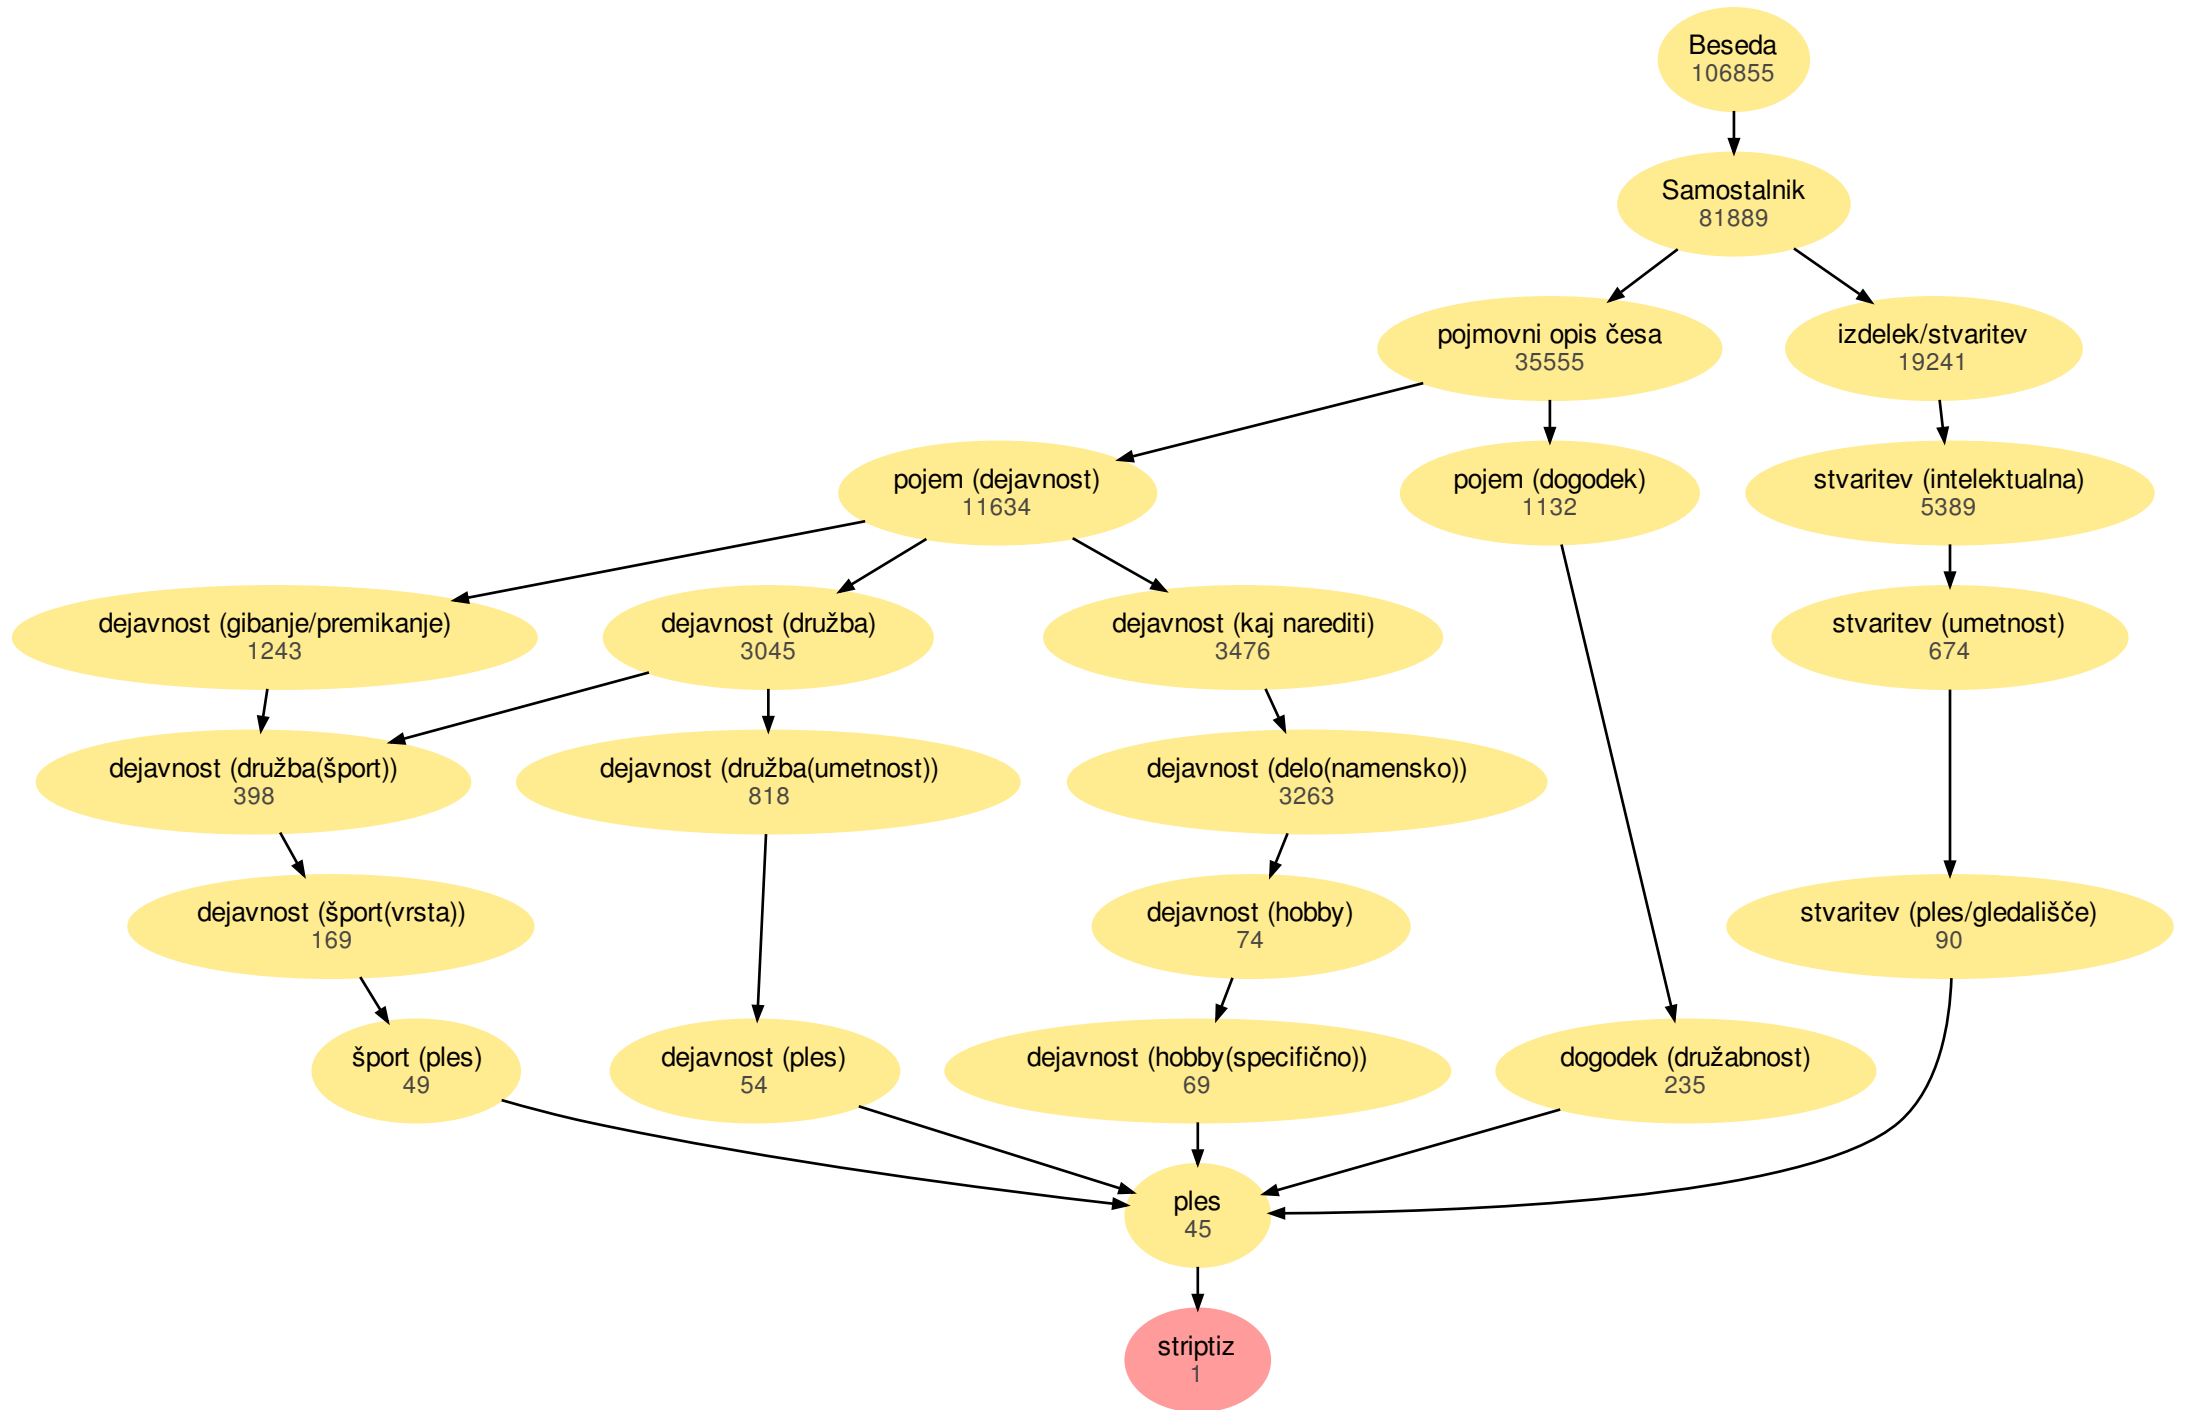 Beseda
106855
Samostalnik
81889
pojmovni opis česa
35555
izdelek/stvaritev
19241
pojem (dejavnost)
11634
pojem (dogodek)
1132
stvaritev (intelektualna)
5389
dejavnost (gibanje/premikanje)
1243
dejavnost (družba)
3045
dejavnost (kaj narediti)
3476
stvaritev (umetnost)
674
dejavnost (družba(šport))
398
dejavnost (družba(umetnost))
818
dejavnost (delo(namensko))
3263
dejavnost (šport(vrsta))
169
dejavnost (hobby)
74
stvaritev (ples/gledališče)
90
šport (ples)
49
dejavnost (ples)
54
dejavnost (hobby(specifično))
69
dogodek (družabnost)
235
ples
45
striptiz
1